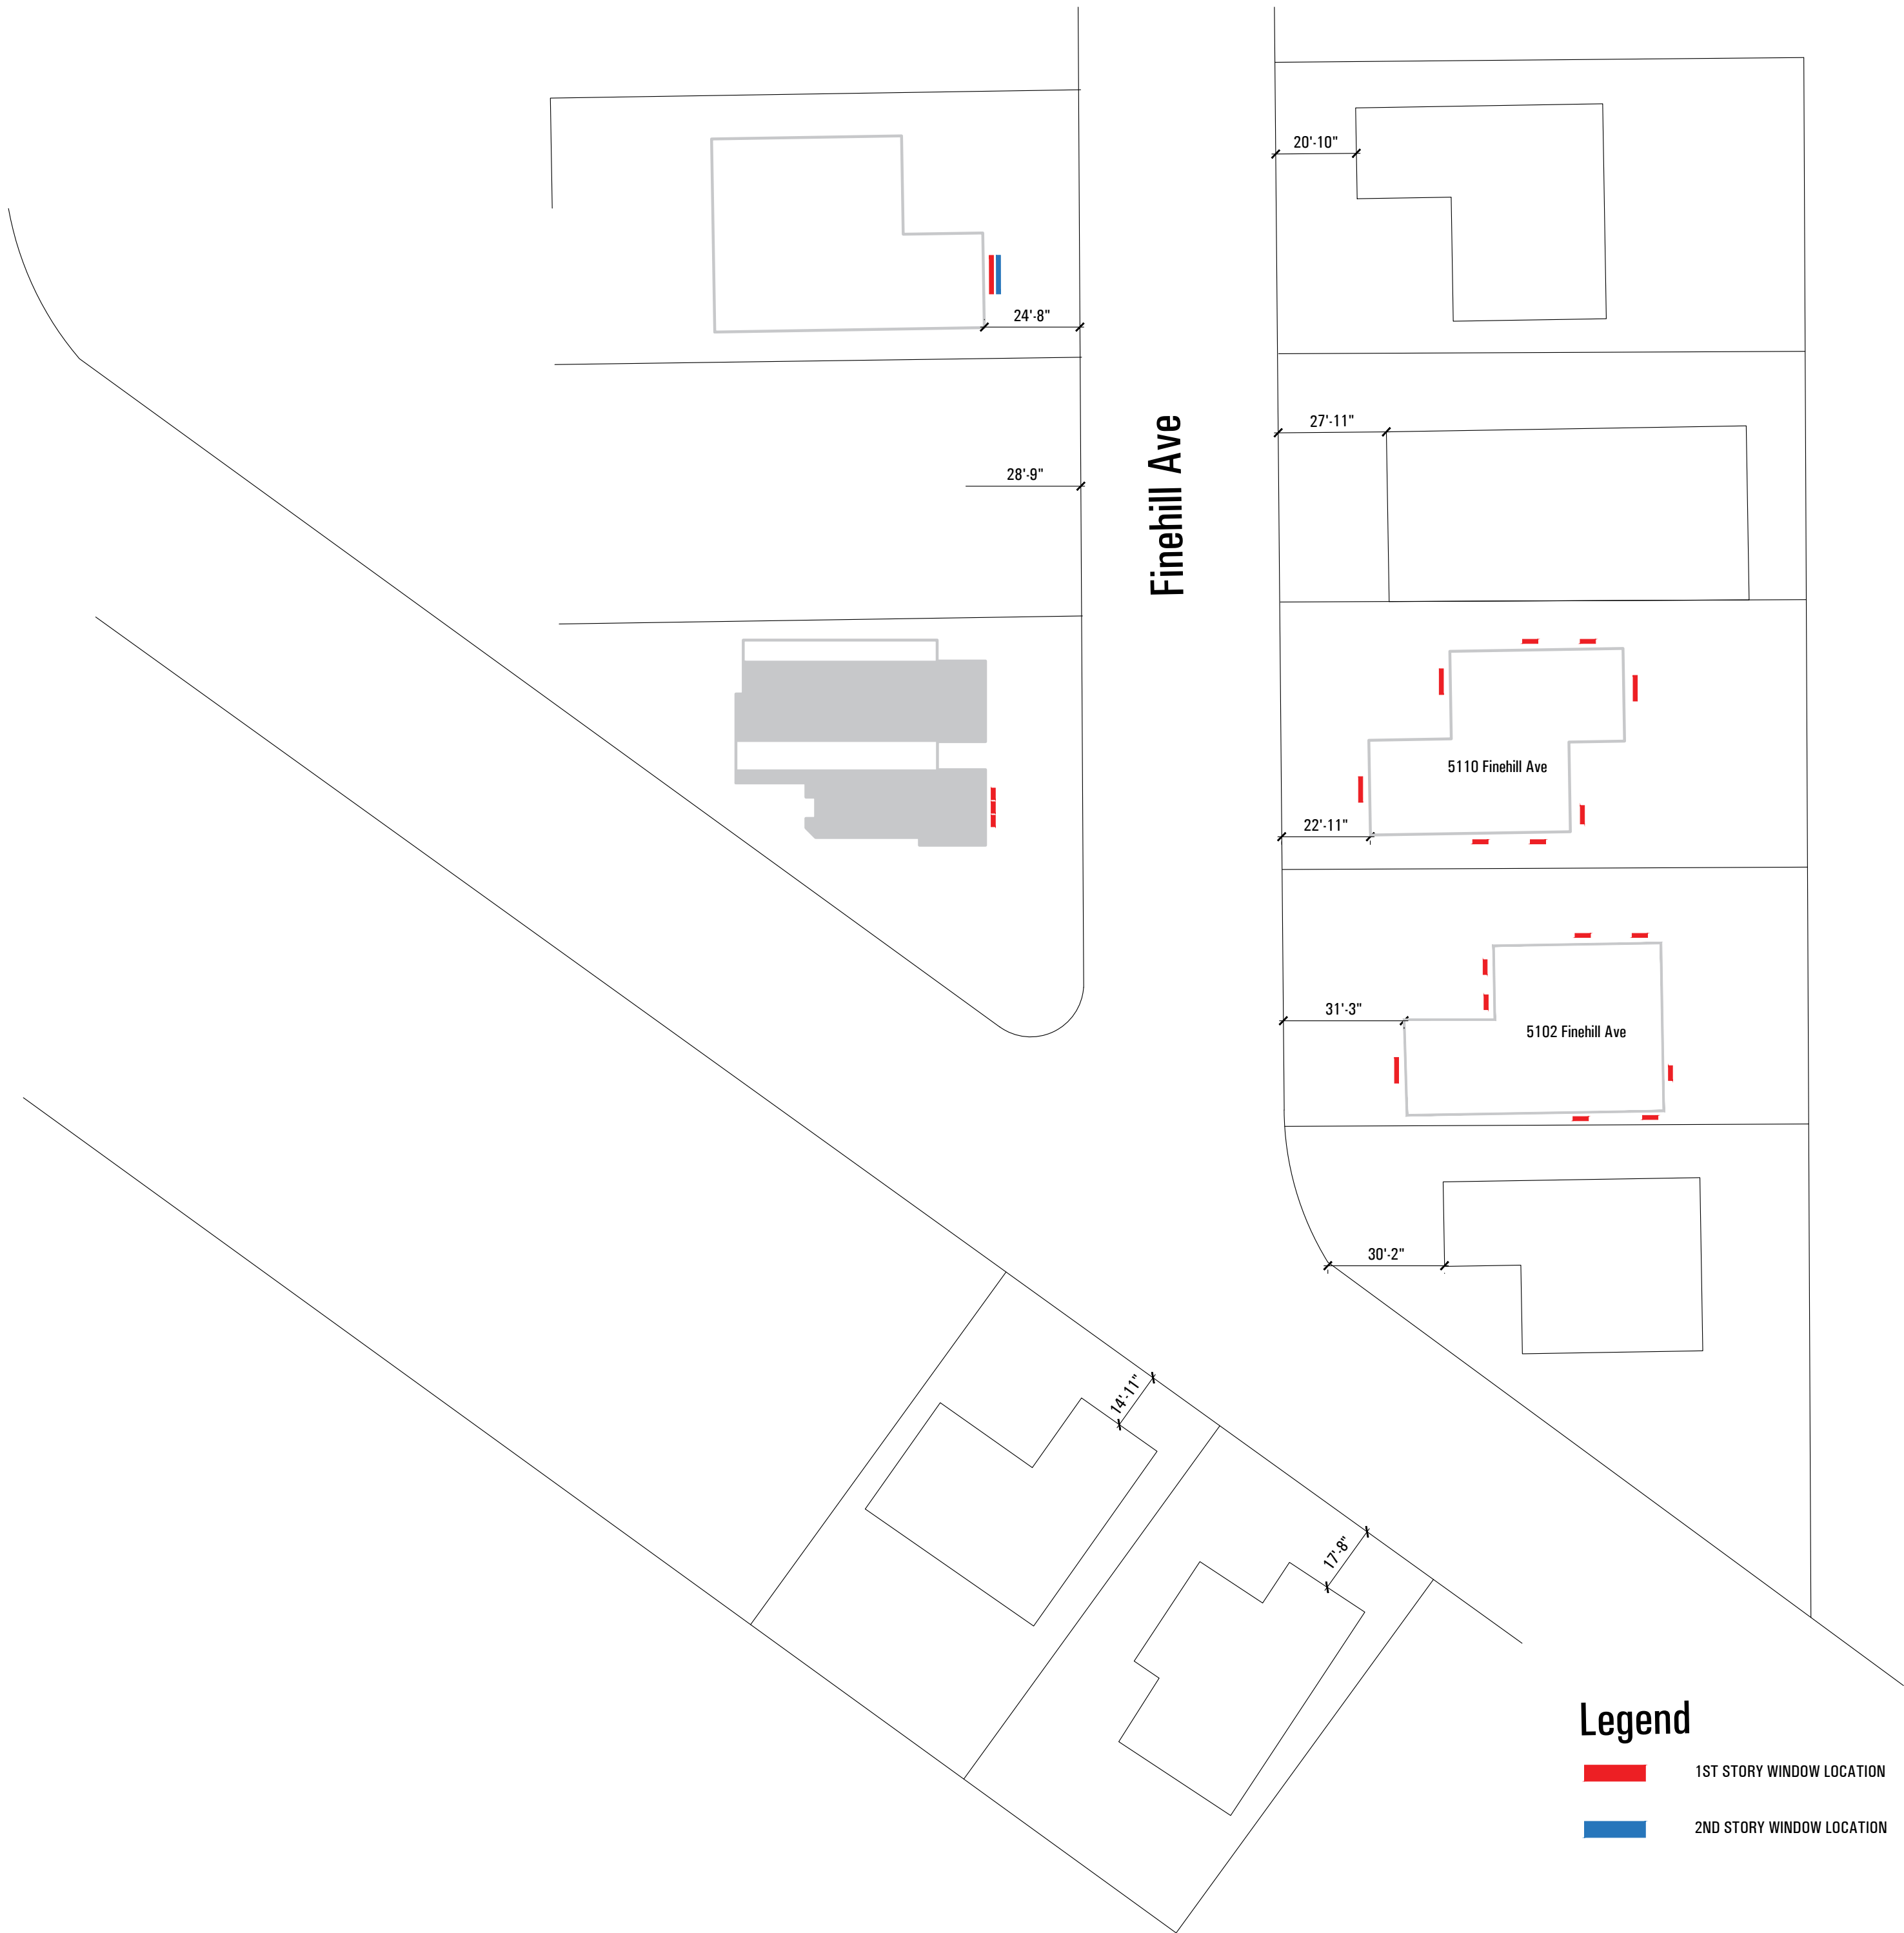 20'-10"
24'-8"
27'-11"
28'-9"
Finehill Ave
5110 Finehill Ave
22'-11"
31'-3"
5102 Finehill Ave
30'-2"
14'-11"
17'-8"
Legend
1ST STORY WINDOW LOCATION
2ND STORY WINDOW LOCATION